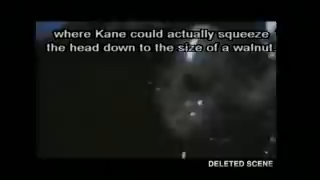 where Kane could actually squeeze
the head down to the size of a walnut.
DELETED SCENE